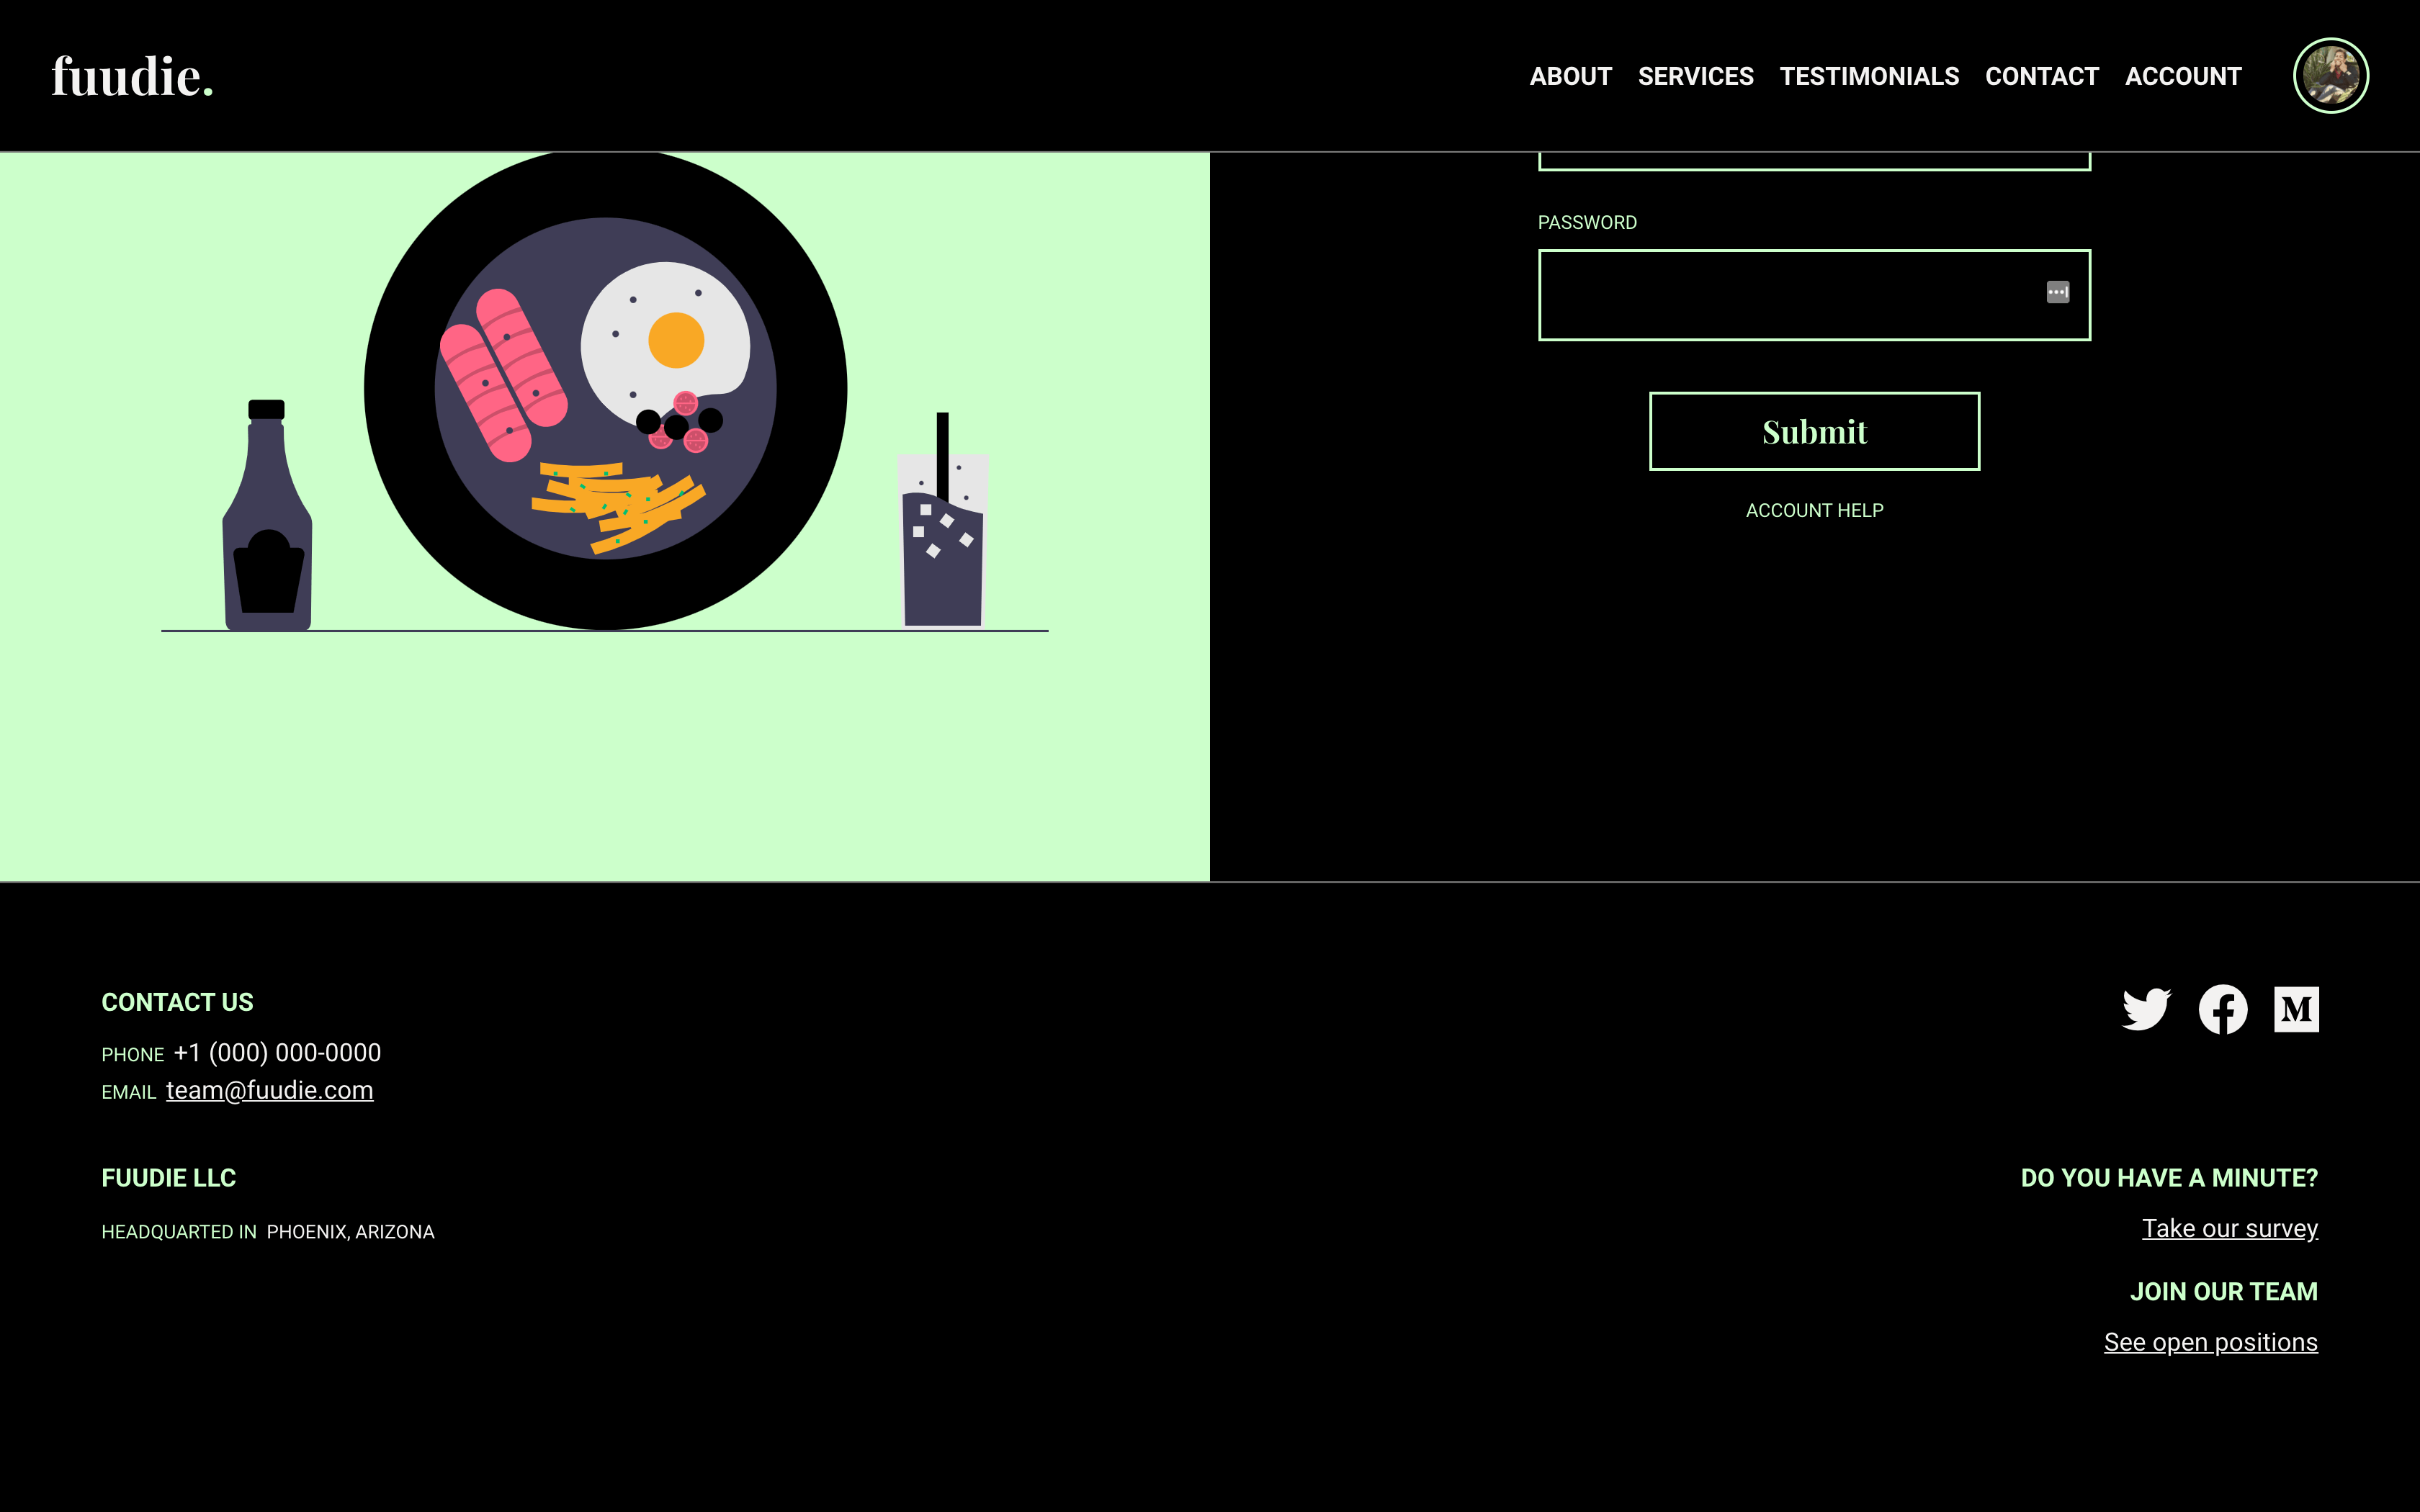 fuudie.
ABOUT SERVICES TESTIMONIALS CONTACT ACCOUNT
PASSWORD
Submit
ACCOUNT HELP
CONTACT US
PHONE +1 (000) 000-0000
EMAIL team@fuudie.com
FUUDIE LLC
HEADQUARTED IN PHOENIX, ARIZONA
M
DO YOU HAVE A MINUTE?
Take our survey
JOIN OUR TEAM
See open positions